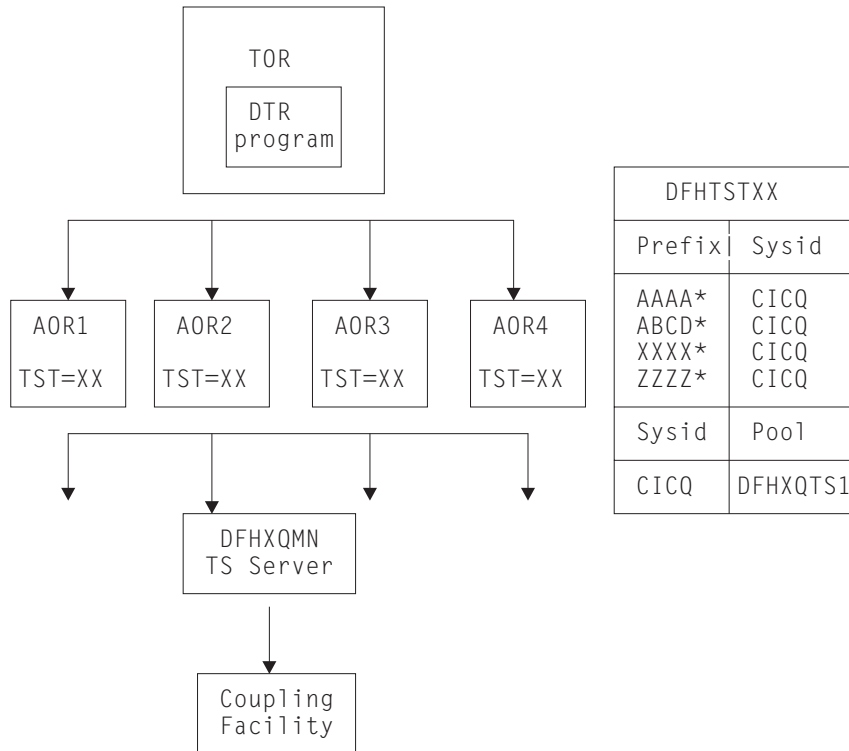 TOR
DTR
program
DFHTSTXX
Prefix| Sysid
AAAA* CICQ
ABCD* CICQ
XXXX* CICQ
ZZZZ* CICQ
Sysid Pool
CICQ DFHXQTS1
AOR1 AOR2 AOR3 AOR4
TST=XX TST=XX TST=XX TST=XX
DFHXQMN
TS Server
Coupling
Facility